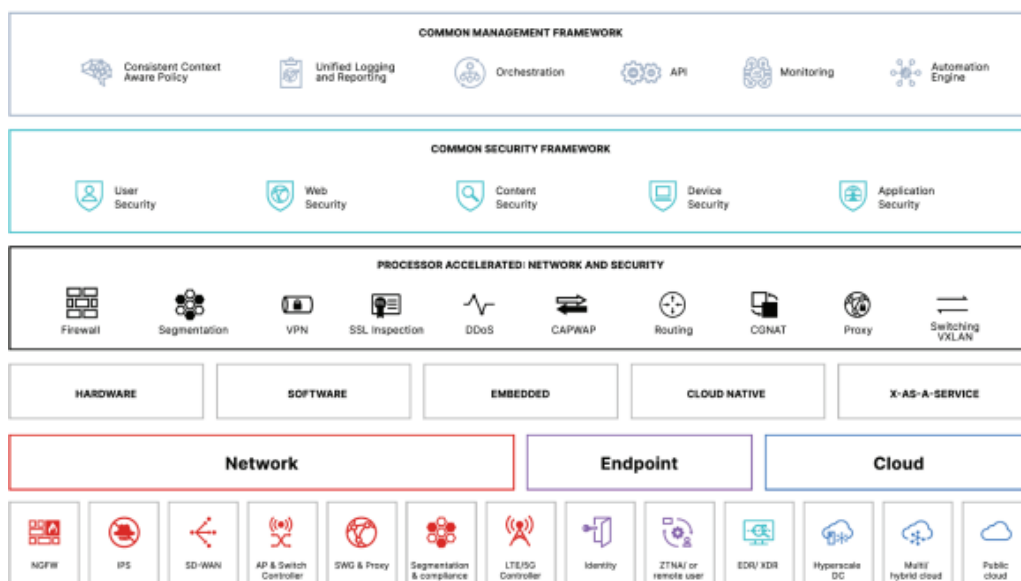 COMMON MANAGEMENT FRAMEWORK
Consistent Context
Aware Policy
Unified Logging
and Reporting
Orchestration
API
Monitoring
Automation
Engine
COMMON SECURITY FRAMEWORK
User
Security
Web
Security
Content
Security
Device
Security
Application
Security
PROCESSOR ACCELERATED: NETWORK AND SECURITY
Firewall
Segmentation
VPN
SSL Inspection
DDoS
CAPWAP
Routing
CGNAT
Proxy
Switching
VXLAN
HARDWARE
SOFTWARE
EMBEDDED
CLOUD NATIVE
X-AS-A-SERVICE
Network
Endpoint
Cloud
NGFW
IPS
SD-WAN
AP & Switch
Controller
SWG & Proxy
Segmentation
& compliance
LTE/5G
Controller
Identity
ZTNA/ or
remote user
EDR/ XDR
Hyperscale
DC
Multi/
hybrid cloud
Public
cloud